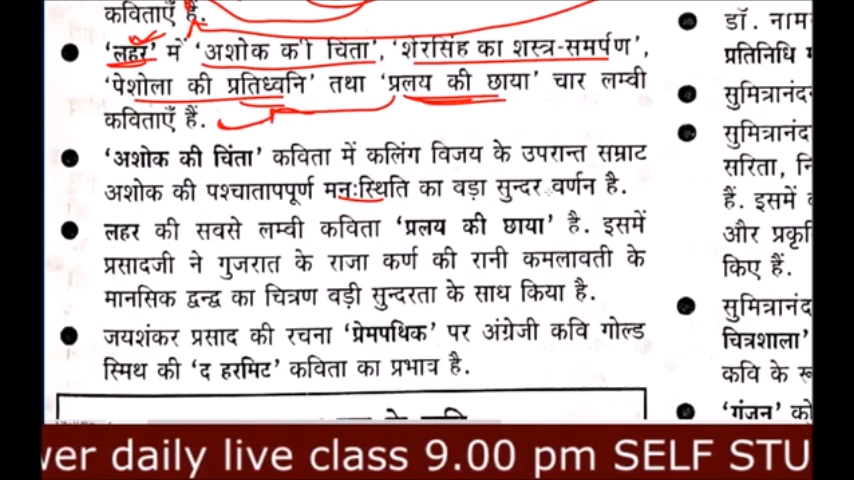 कविताएँ हैं.
'लहर' में 'अशोक की चिंता', 'शेरसिंह का शस्त्र-समर्पण',
'पेशोला की प्रतिध्वनि' तथा 'प्रलय की छाया' चार लम्बी
कविताएँ हैं.
'अशोक की चिंता' कविता में कलिंग विजय के उपरान्त सम्राट
अशोक की पश्चातापपूर्ण मनःस्थिति का बड़ा सुन्दर वर्णन है.
लहर की सबसे लम्बी कविता 'प्रलय की छाया' है. इसमें
प्रसादजी ने गुजरात के राजा कर्ण की रानी कमलावती के
मानसिक द्वन्द्व का चित्रण बड़ी सुन्दरता के साथ किया है.
जयशंकर प्रसाद की रचना 'प्रेमपथिक' पर अंग्रेजी कवि गोल्ड
स्मिथ की 'द हरमिट' कविता का प्रभाव है.
डॉ. नाम
प्रतिनिधि
सुमित्रानंद
सुमित्रानंद
सरिता, नि
हैं. इसमें
और प्रकृ
किए हैं.
सुमित्रानंद
चित्रशाला'
कवि के रू
'गुंजन' को
wer daily live class 9.00 pm SELF STU